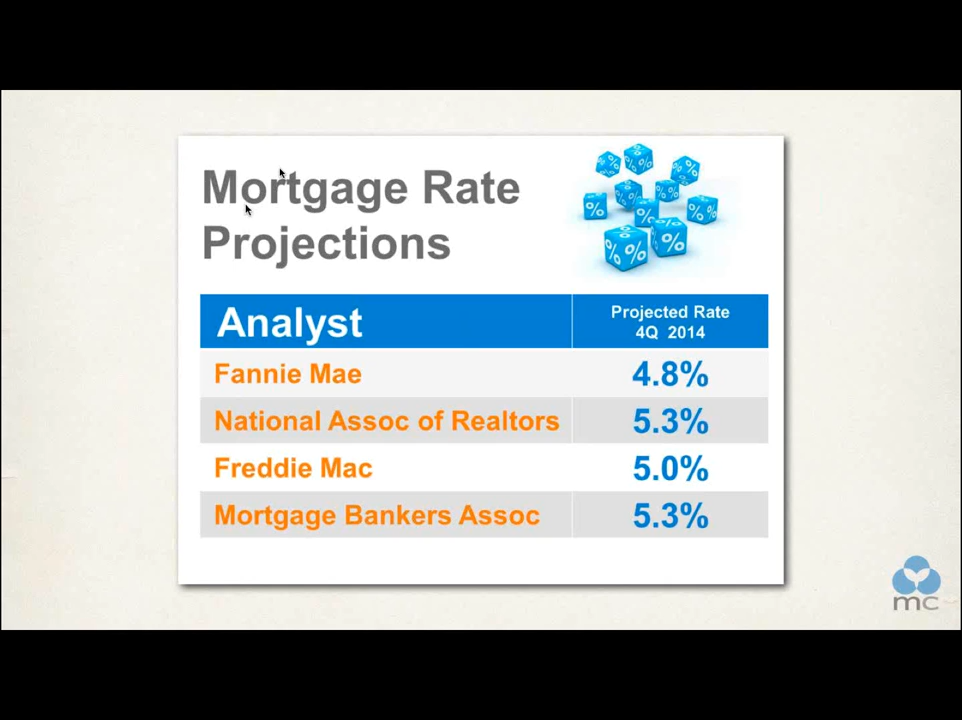 Mortgage Rate
Projections
Analyst
Projected Rate
4Q 2014
Fannie Mae
4.8%
National Assoc of Realtors
5.3%
Freddie Mac
5.0%
Mortgage Bankers Assoc
5.3%
mc